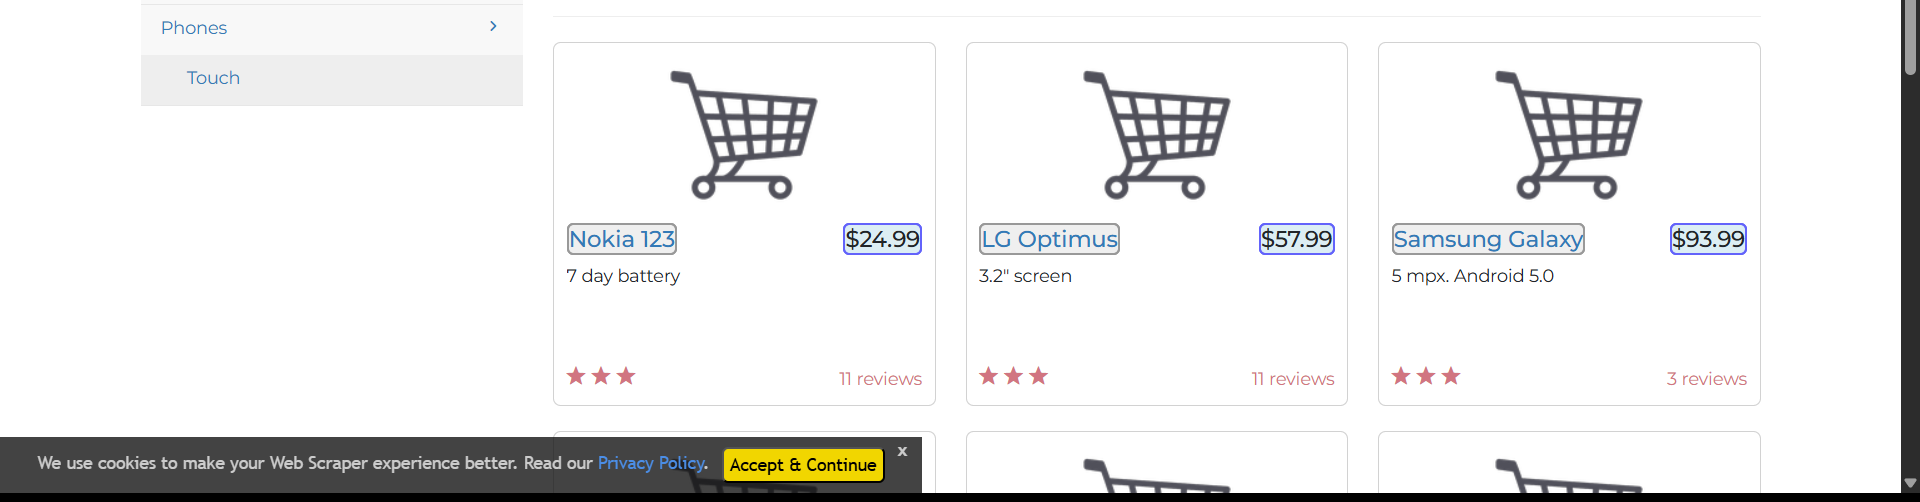 Phones
Touch
Nokia 123 $24.99
7 day battery
11 reviews
LG Optimus $57.99
3.2" screen
11 reviews
Samsung Galaxy $93.99
5 mpx. Android 5.0
3 reviews
We use cookies to make your Web Scraper experience better. Read our Privacy Policy. Accept & Continue x